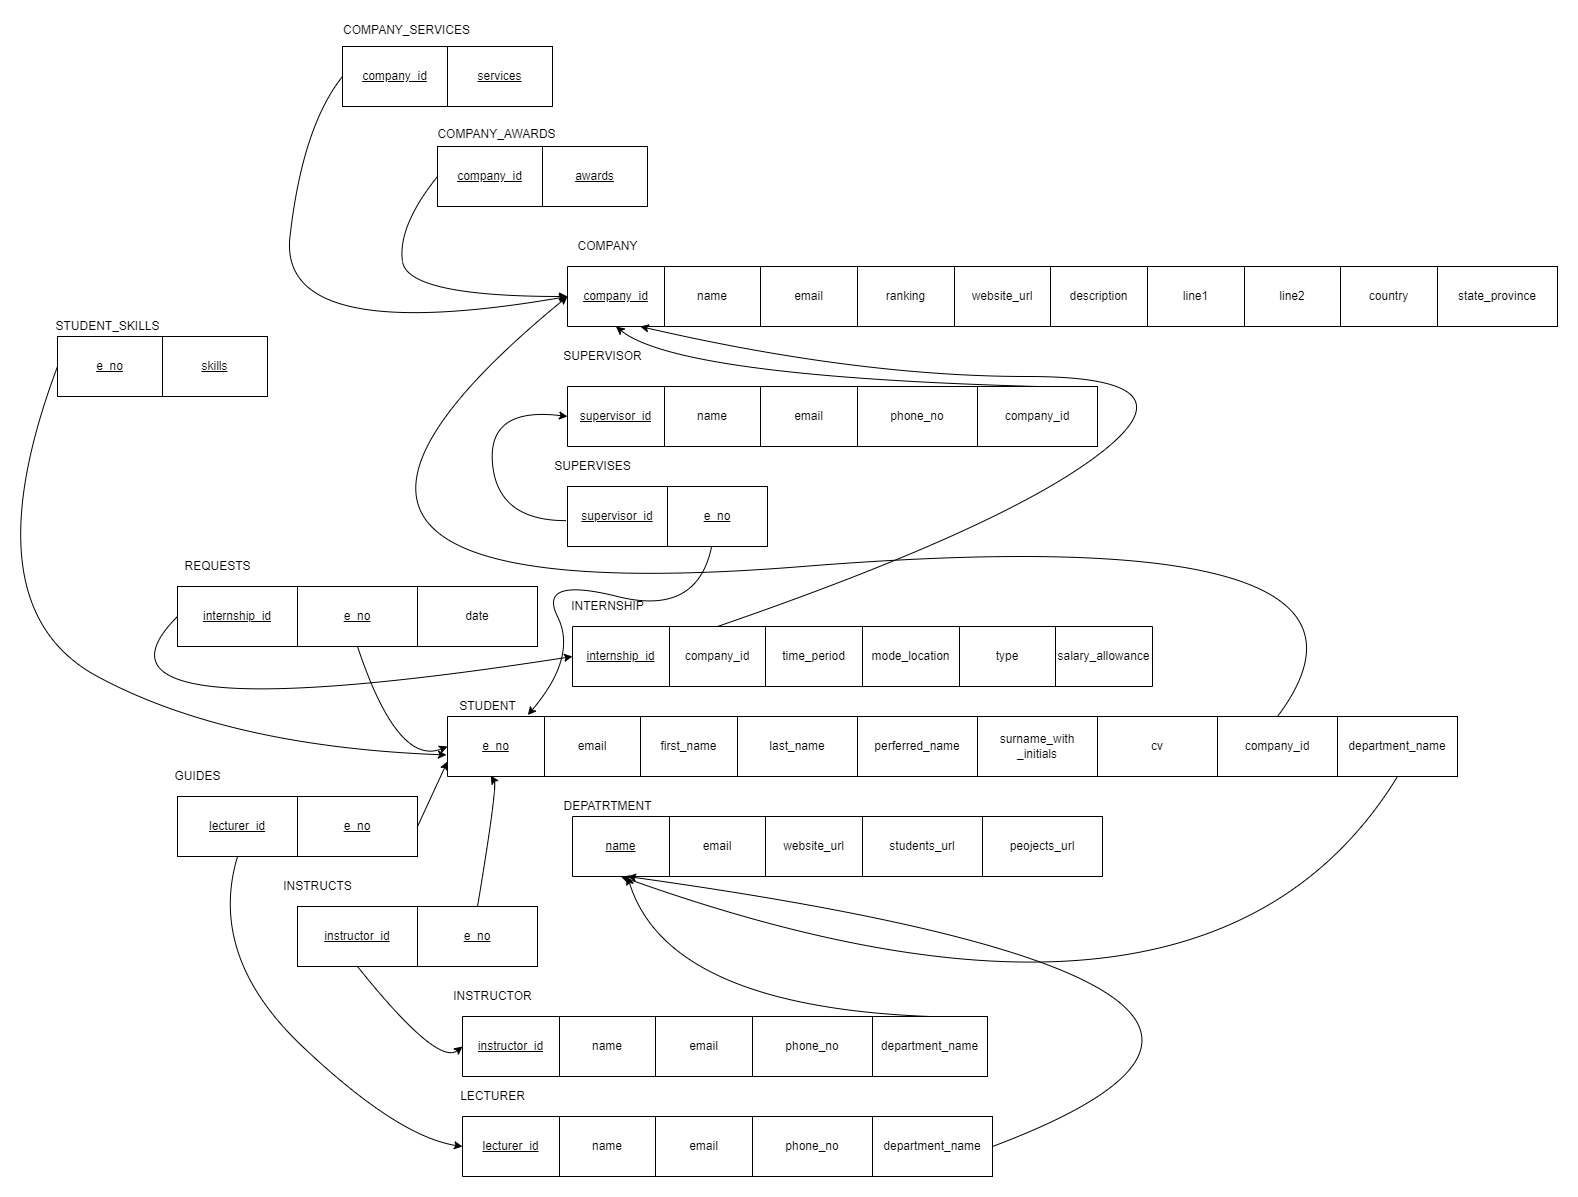 COMPANY_SERVICES
company_id services
COMPANY_AWARDS
company_id awards
COMPANY
company_id name email ranking website_url description line1 line2 country state_province
STUDENT_SKILLS
e_no skills
SUPERVISOR
supervisor_id name email phone_no company_id
SUPERVISES
supervisor_id e_no
REQUESTS
internship_id e_no date
INTERNSHIP
internship_id company_id time_period mode_location type salary_allowance
STUDENT
e_no email first_name last_name perferred_name surname_with
_initials cv company_id department_name
GUIDES
lecturer_id e_no
DEPATRTMENT
name email website_url students_url peojects_url
INSTRUCTS
instructor_id e_no
INSTRUCTOR
instructor_id name email phone_no department_name
LECTURER
lecturer_id name email phone_no department_name